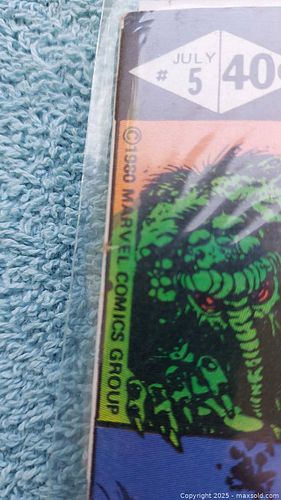 JULY
# 5 40¢
©1980 MARVEL COMICS GROUP
Copyright 2025 - maxsold.com